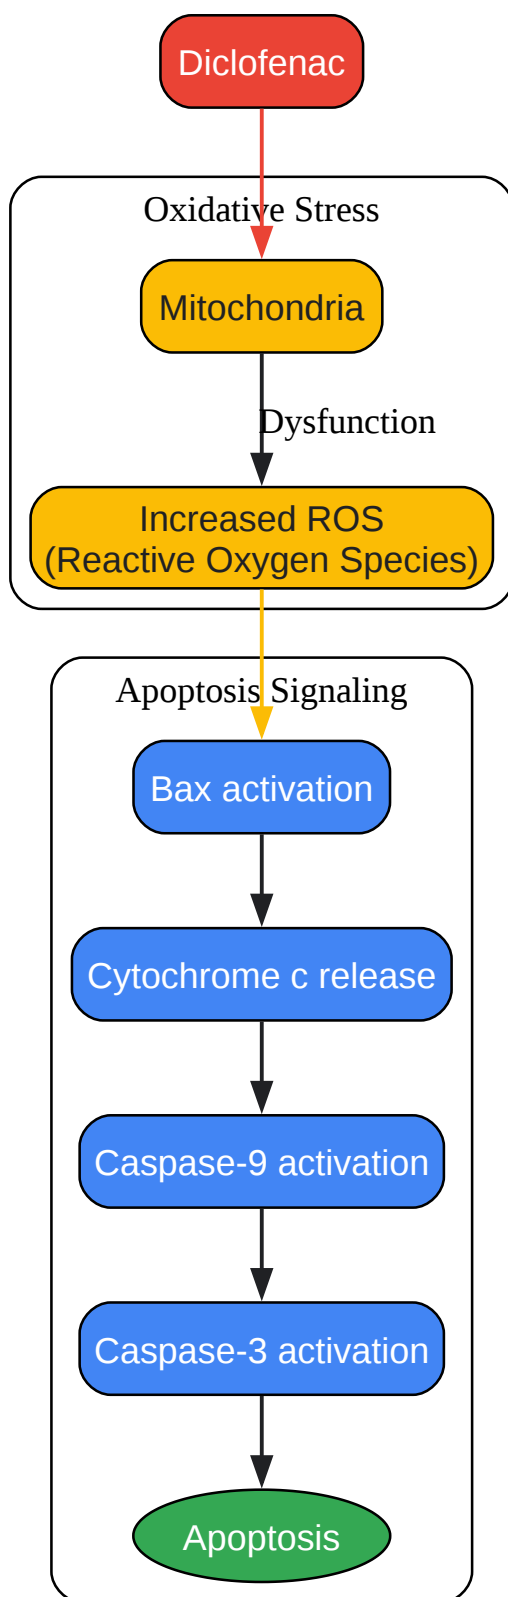 Diclofenac
Oxidative Stress
Mitochondria
Dysfunction
Increased ROS
(Reactive Oxygen Species)
Apoptosis Signaling
Bax activation
Cytochrome c release
Caspase-9 activation
Caspase-3 activation
Apoptosis